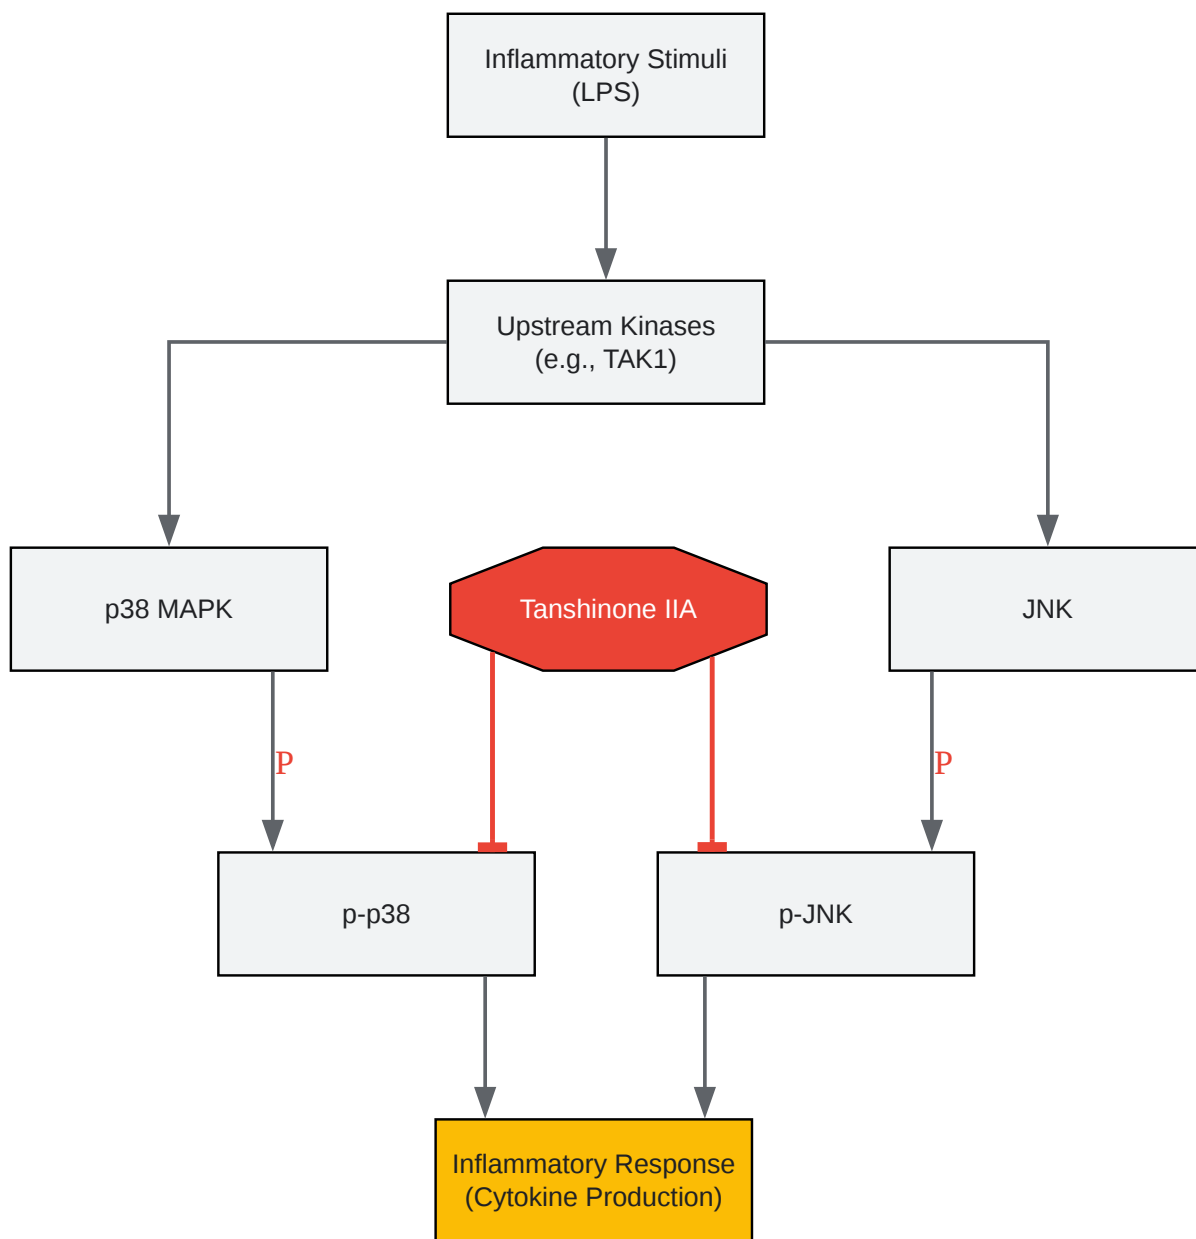 Inflammatory Stimuli
(LPS)
Upstream Kinases
(e.g., TAK1)
p38 MAPK
Tanshinone IIA
JNK
P
P
p-p38
p-JNK
Inflammatory Response
(Cytokine Production)